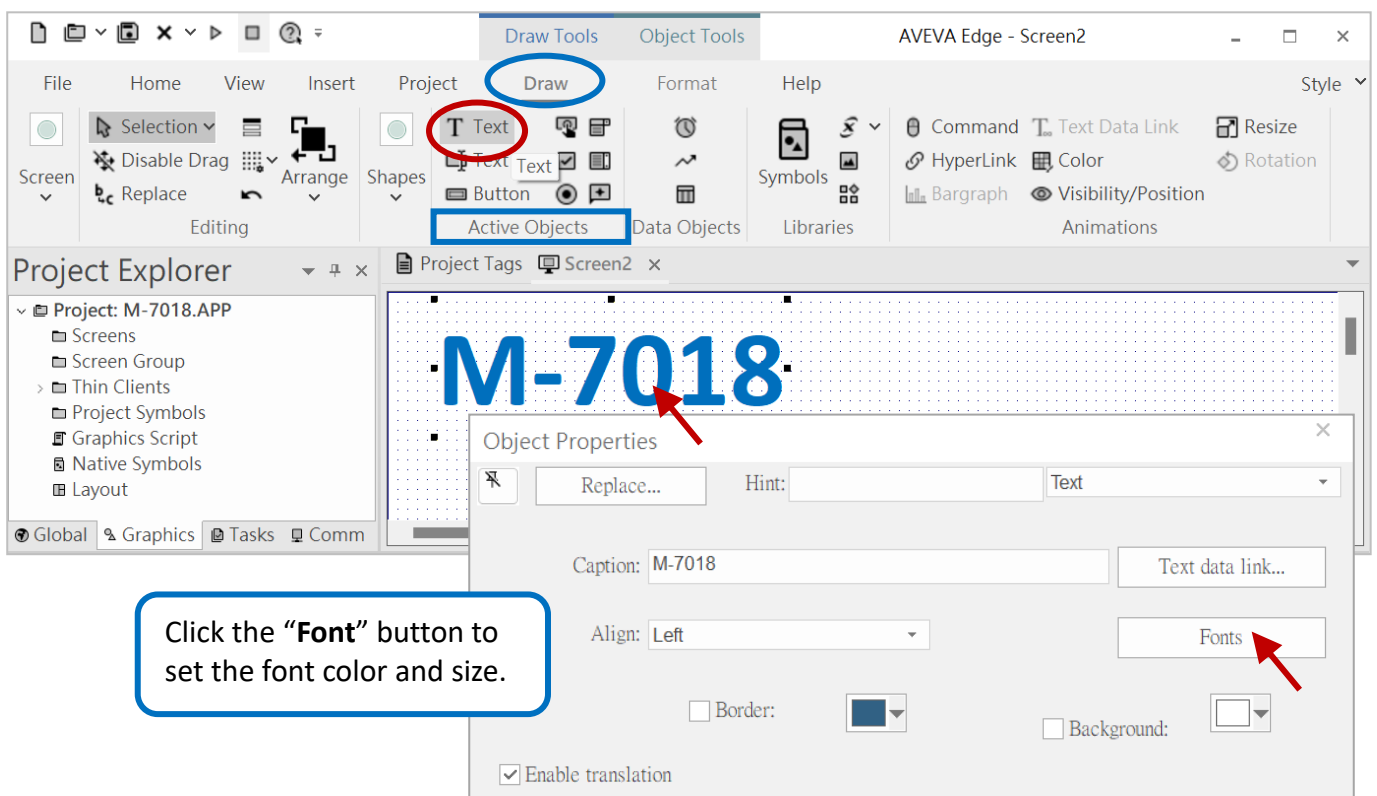 Draw Tools Object Tools AVEVA Edge - Screen2
File Home View Insert Project Draw Format Help Style
Selection T Text Command Text Data Link Resize
Disable Drag Text Text HyperLink Color Rotation
Screen Arrange Shapes Symbols
Replace Button Bargraph Visibility/Position
Editing Active Objects Data Objects Libraries Animations
Project Explorer Project Tags Screen2
Project: M-7018.APP
Screens
Screen Group
Thin Clients
Project Symbols
Graphics Script
Native Symbols
Layout
Global Graphics Tasks Comm
M-7018
Object Properties
Replace... Hint: Text
Caption: M-7018 Text data link...
Align: Left Fonts
Border: Background:
Enable translation
Click the “Font” button to
set the font color and size.